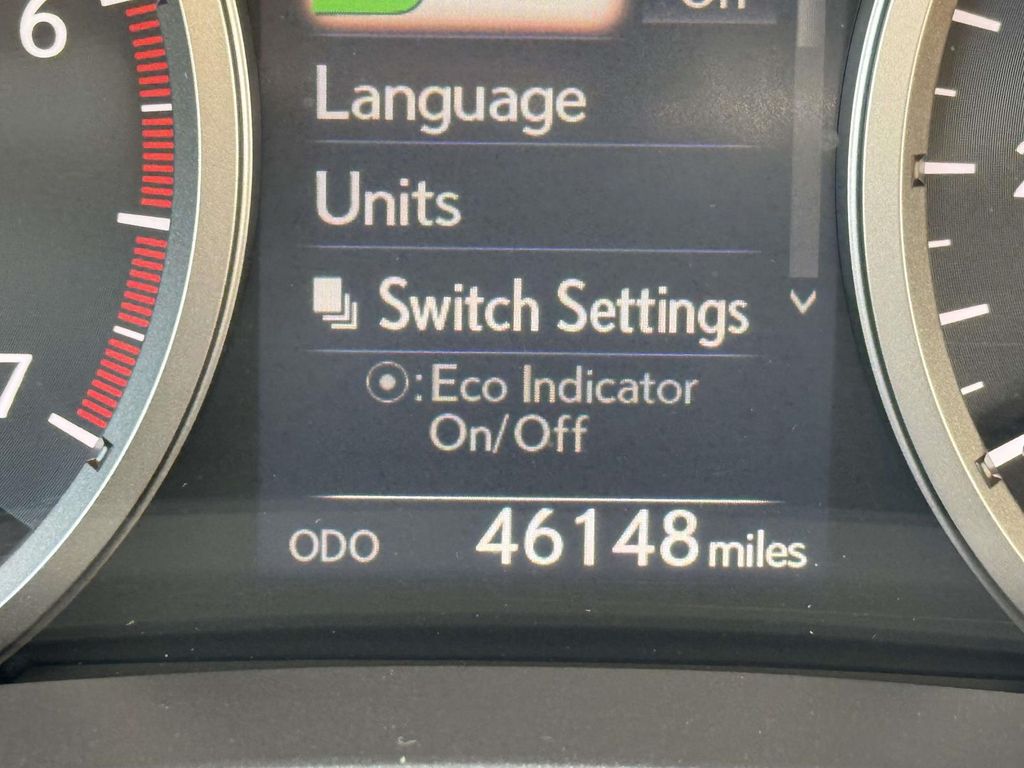 6
Language
Units
Switch Settings
: Eco Indicator
On/Off
7
ODO 46148 miles